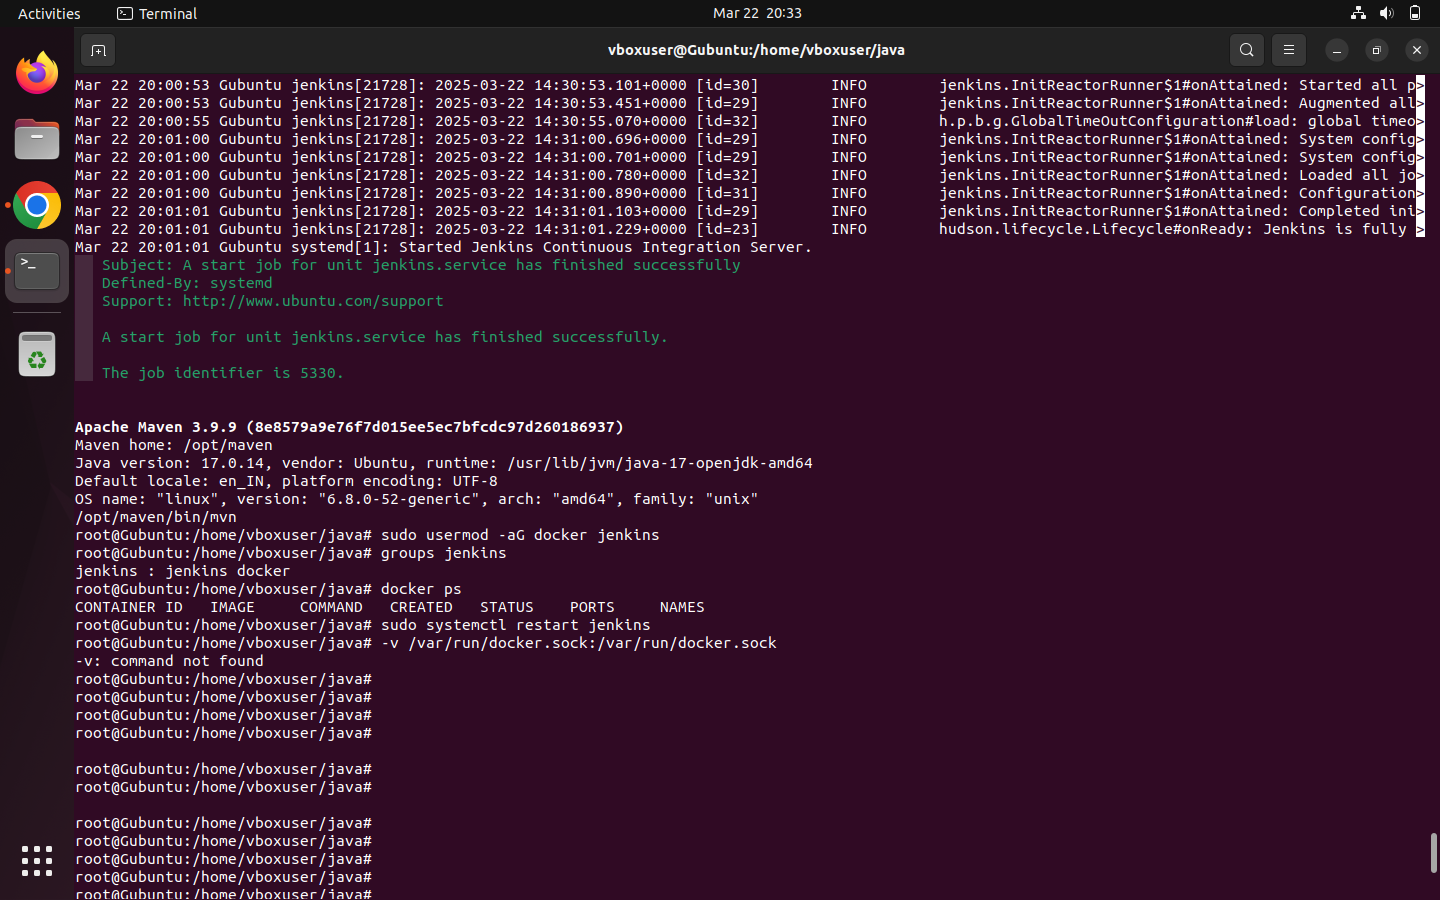 Activities
Terminal
Mar 22  20:33
vboxuser@Gubuntu:/home/vboxuser/java
Mar 22 20:00:53 Gubuntu jenkins[21728]: 2025-03-22 14:30:53.101+0000 [id=30]        INFO        jenkins.InitReactorRunner$1#onAttained: Started all p>
Mar 22 20:00:53 Gubuntu jenkins[21728]: 2025-03-22 14:30:53.451+0000 [id=29]        INFO        jenkins.InitReactorRunner$1#onAttained: Augmented all>
Mar 22 20:00:55 Gubuntu jenkins[21728]: 2025-03-22 14:30:55.070+0000 [id=32]        INFO        h.p.b.g.GlobalTimeOutConfiguration#load: global timeo>
Mar 22 20:01:00 Gubuntu jenkins[21728]: 2025-03-22 14:31:00.696+0000 [id=29]        INFO        jenkins.InitReactorRunner$1#onAttained: System config>
Mar 22 20:01:00 Gubuntu jenkins[21728]: 2025-03-22 14:31:00.701+0000 [id=29]        INFO        jenkins.InitReactorRunner$1#onAttained: System config>
Mar 22 20:01:00 Gubuntu jenkins[21728]: 2025-03-22 14:31:00.780+0000 [id=32]        INFO        jenkins.InitReactorRunner$1#onAttained: Loaded all jo>
Mar 22 20:01:00 Gubuntu jenkins[21728]: 2025-03-22 14:31:00.890+0000 [id=31]        INFO        jenkins.InitReactorRunner$1#onAttained: Configuration>
Mar 22 20:01:01 Gubuntu jenkins[21728]: 2025-03-22 14:31:01.103+0000 [id=29]        INFO        jenkins.InitReactorRunner$1#onAttained: Completed ini>
Mar 22 20:01:01 Gubuntu jenkins[21728]: 2025-03-22 14:31:01.229+0000 [id=23]        INFO        hudson.lifecycle.Lifecycle#onReady: Jenkins is fully >
Mar 22 20:01:01 Gubuntu systemd[1]: Started Jenkins Continuous Integration Server.
Subject: A start job for unit jenkins.service has finished successfully
Defined-By: systemd
Support: http://www.ubuntu.com/support
A start job for unit jenkins.service has finished successfully.
The job identifier is 5330.
Apache Maven 3.9.9 (8e8579a9e76f7d015ee5ec7bfcdc97d260186937)
Maven home: /opt/maven
Java version: 17.0.14, vendor: Ubuntu, runtime: /usr/lib/jvm/java-17-openjdk-amd64
Default locale: en_IN, platform encoding: UTF-8
OS name: "linux", version: "6.8.0-52-generic", arch: "amd64", family: "unix"
/opt/maven/bin/mvn
root@Gubuntu:/home/vboxuser/java# sudo usermod -aG docker jenkins
root@Gubuntu:/home/vboxuser/java# groups jenkins
jenkins : jenkins docker
root@Gubuntu:/home/vboxuser/java# docker ps
CONTAINER ID   IMAGE     COMMAND   CREATED   STATUS    PORTS     NAMES
root@Gubuntu:/home/vboxuser/java# sudo systemctl restart jenkins
root@Gubuntu:/home/vboxuser/java# -v /var/run/docker.sock:/var/run/docker.sock
-v: command not found
root@Gubuntu:/home/vboxuser/java#
root@Gubuntu:/home/vboxuser/java#
root@Gubuntu:/home/vboxuser/java#
root@Gubuntu:/home/vboxuser/java#
root@Gubuntu:/home/vboxuser/java#
root@Gubuntu:/home/vboxuser/java#
root@Gubuntu:/home/vboxuser/java#
root@Gubuntu:/home/vboxuser/java#
root@Gubuntu:/home/vboxuser/java#
root@Gubuntu:/home/vboxuser/java#
root@Gubuntu:/home/vboxuser/java#